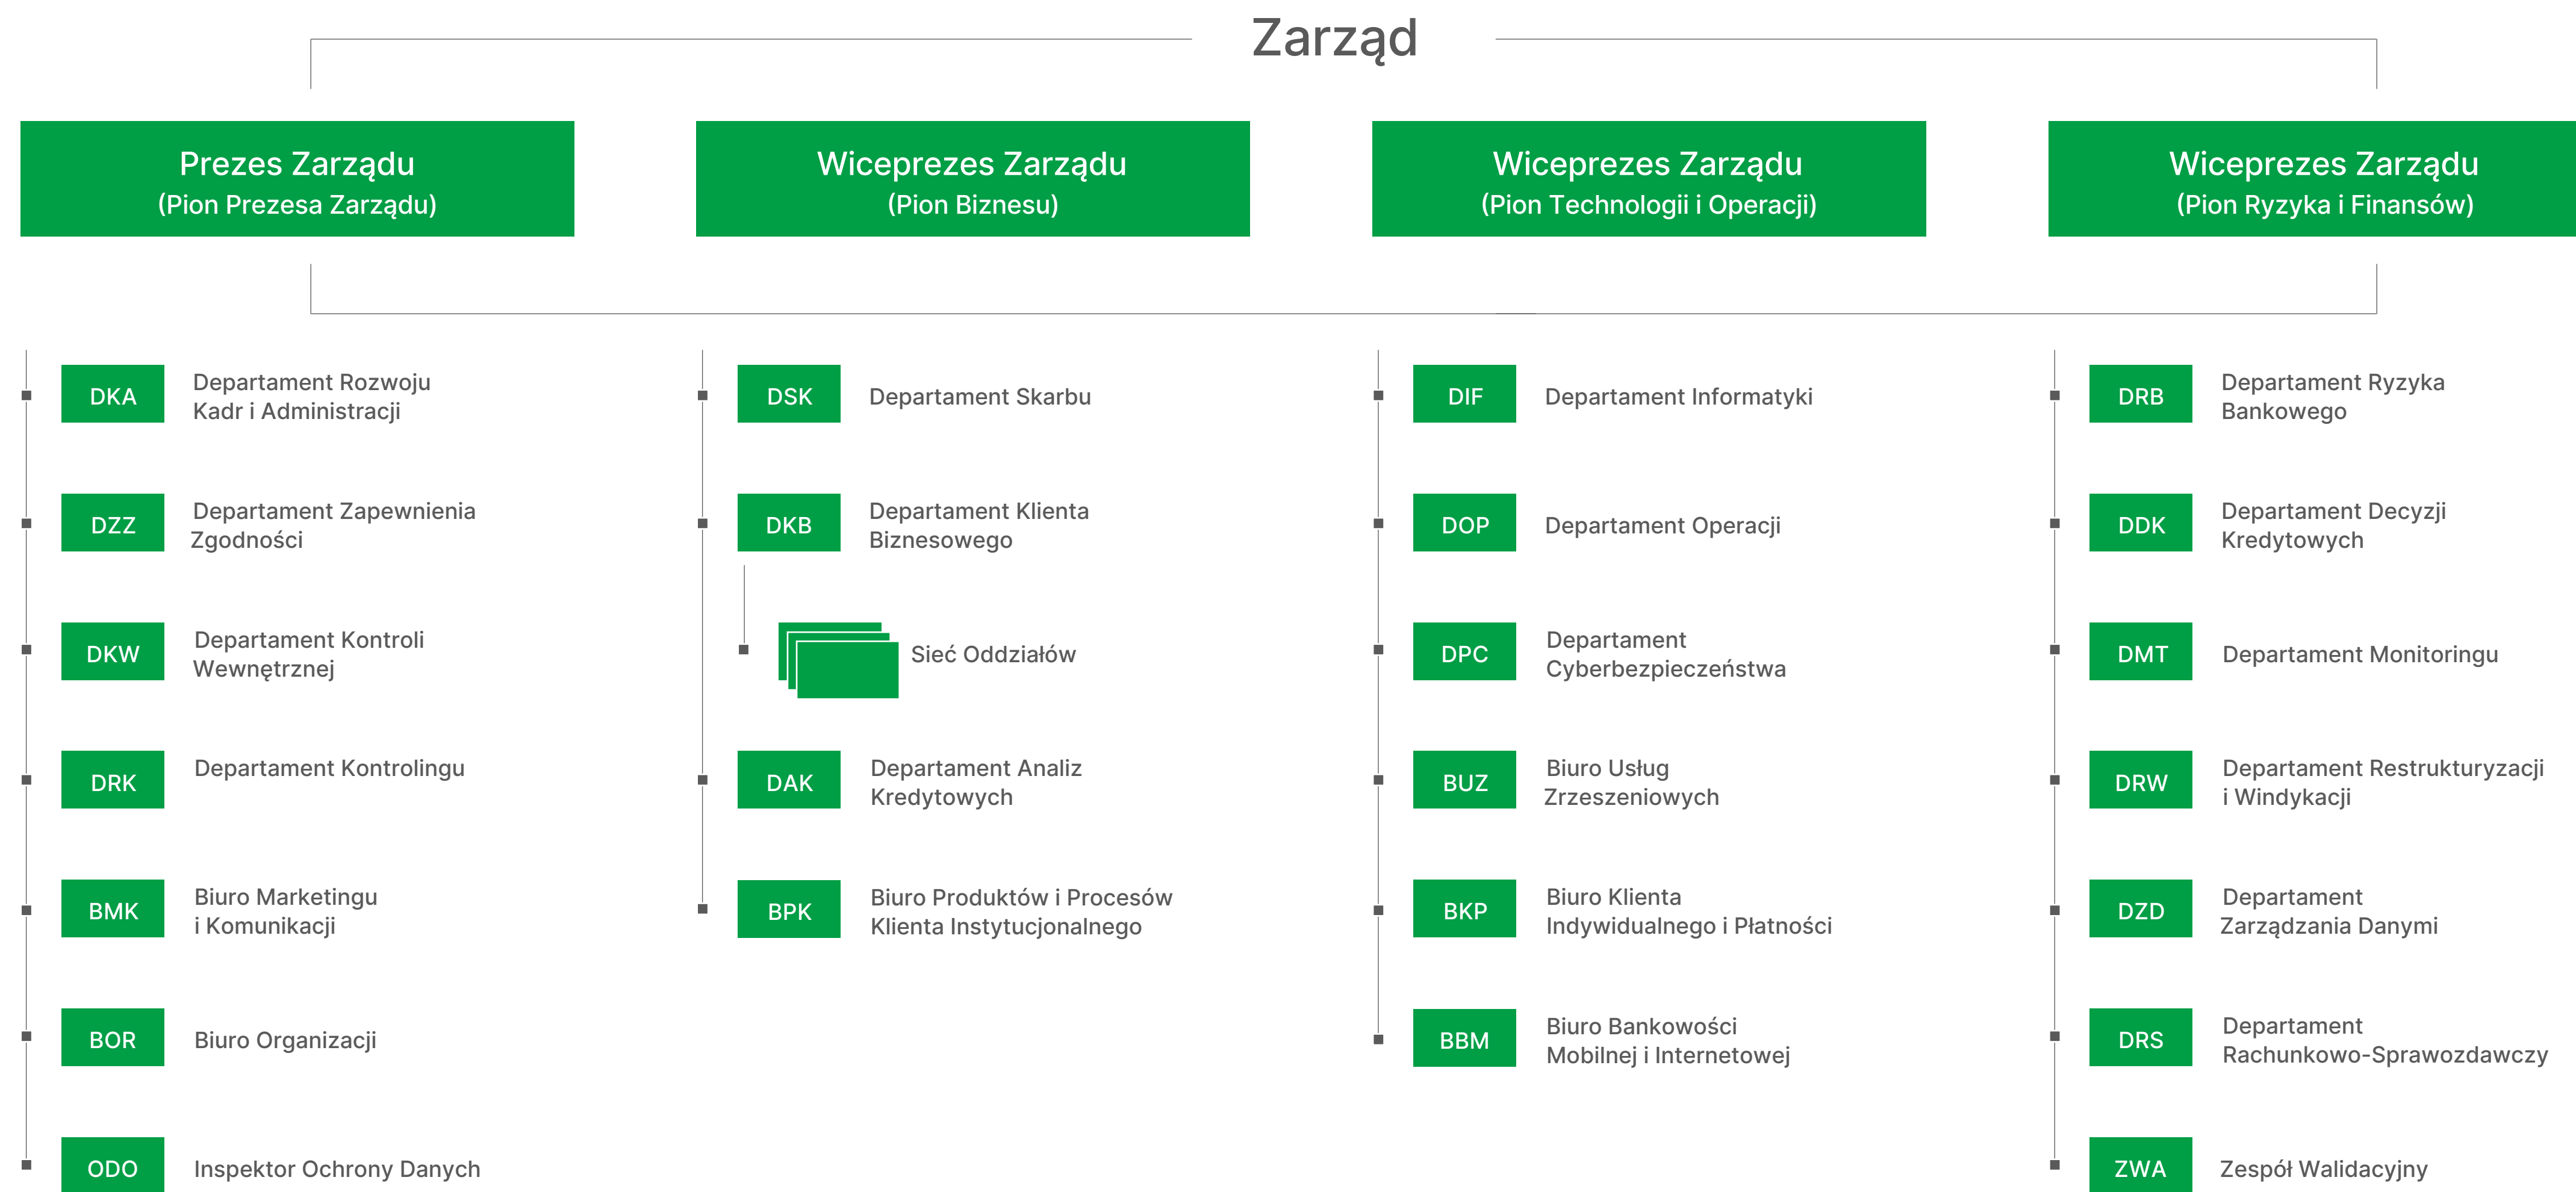 Zarząd
Prezes Zarządu
(Pion Prezesa Zarządu)
DKA
Departament Rozwoju
Kadr i Administracji
DZZ
Departament Zapewnienia
Zgodności
DKW
Departament Kontroli
Wewnętrznej
DRK
Departament Kontrolingu
BMK
Biuro Marketingu
i Komunikacji
BOR
Biuro Organizacji
ODO
Inspektor Ochrony Danych
Wiceprezes Zarządu
(Pion Biznesu)
DSK
Departament Skarbu
DKB
Departament Klienta
Biznesowego
Sieć Oddziałów
DAK
Departament Analiz
Kredytowych
BPK
Biuro Produktów i Procesów
Klienta Instytucjonalnego
Wiceprezes Zarządu
(Pion Technologii i Operacji)
DIF
Departament Informatyki
DOP
Departament Operacji
DPC
Departament
Cyberbezpieczeństwa
BUZ
Biuro Usług
Zrzeszeniowych
BKP
Biuro Klienta
Indywidualnego i Płatności
BBM
Biuro Bankowości
Mobilnej i Internetowej
Wiceprezes Zarządu
(Pion Ryzyka i Finansów)
DRB
Departament Ryzyka
Bankowego
DDK
Departament Decyzji
Kredytowych
DMT
Departament Monitoringu
DRW
Departament Restrukturyzacji
i Windykacji
DZD
Departament
Zarządzania Danymi
DRS
Departament
Rachunkowo-Sprawozdawczy
ZWA
Zespół Walidacyjny